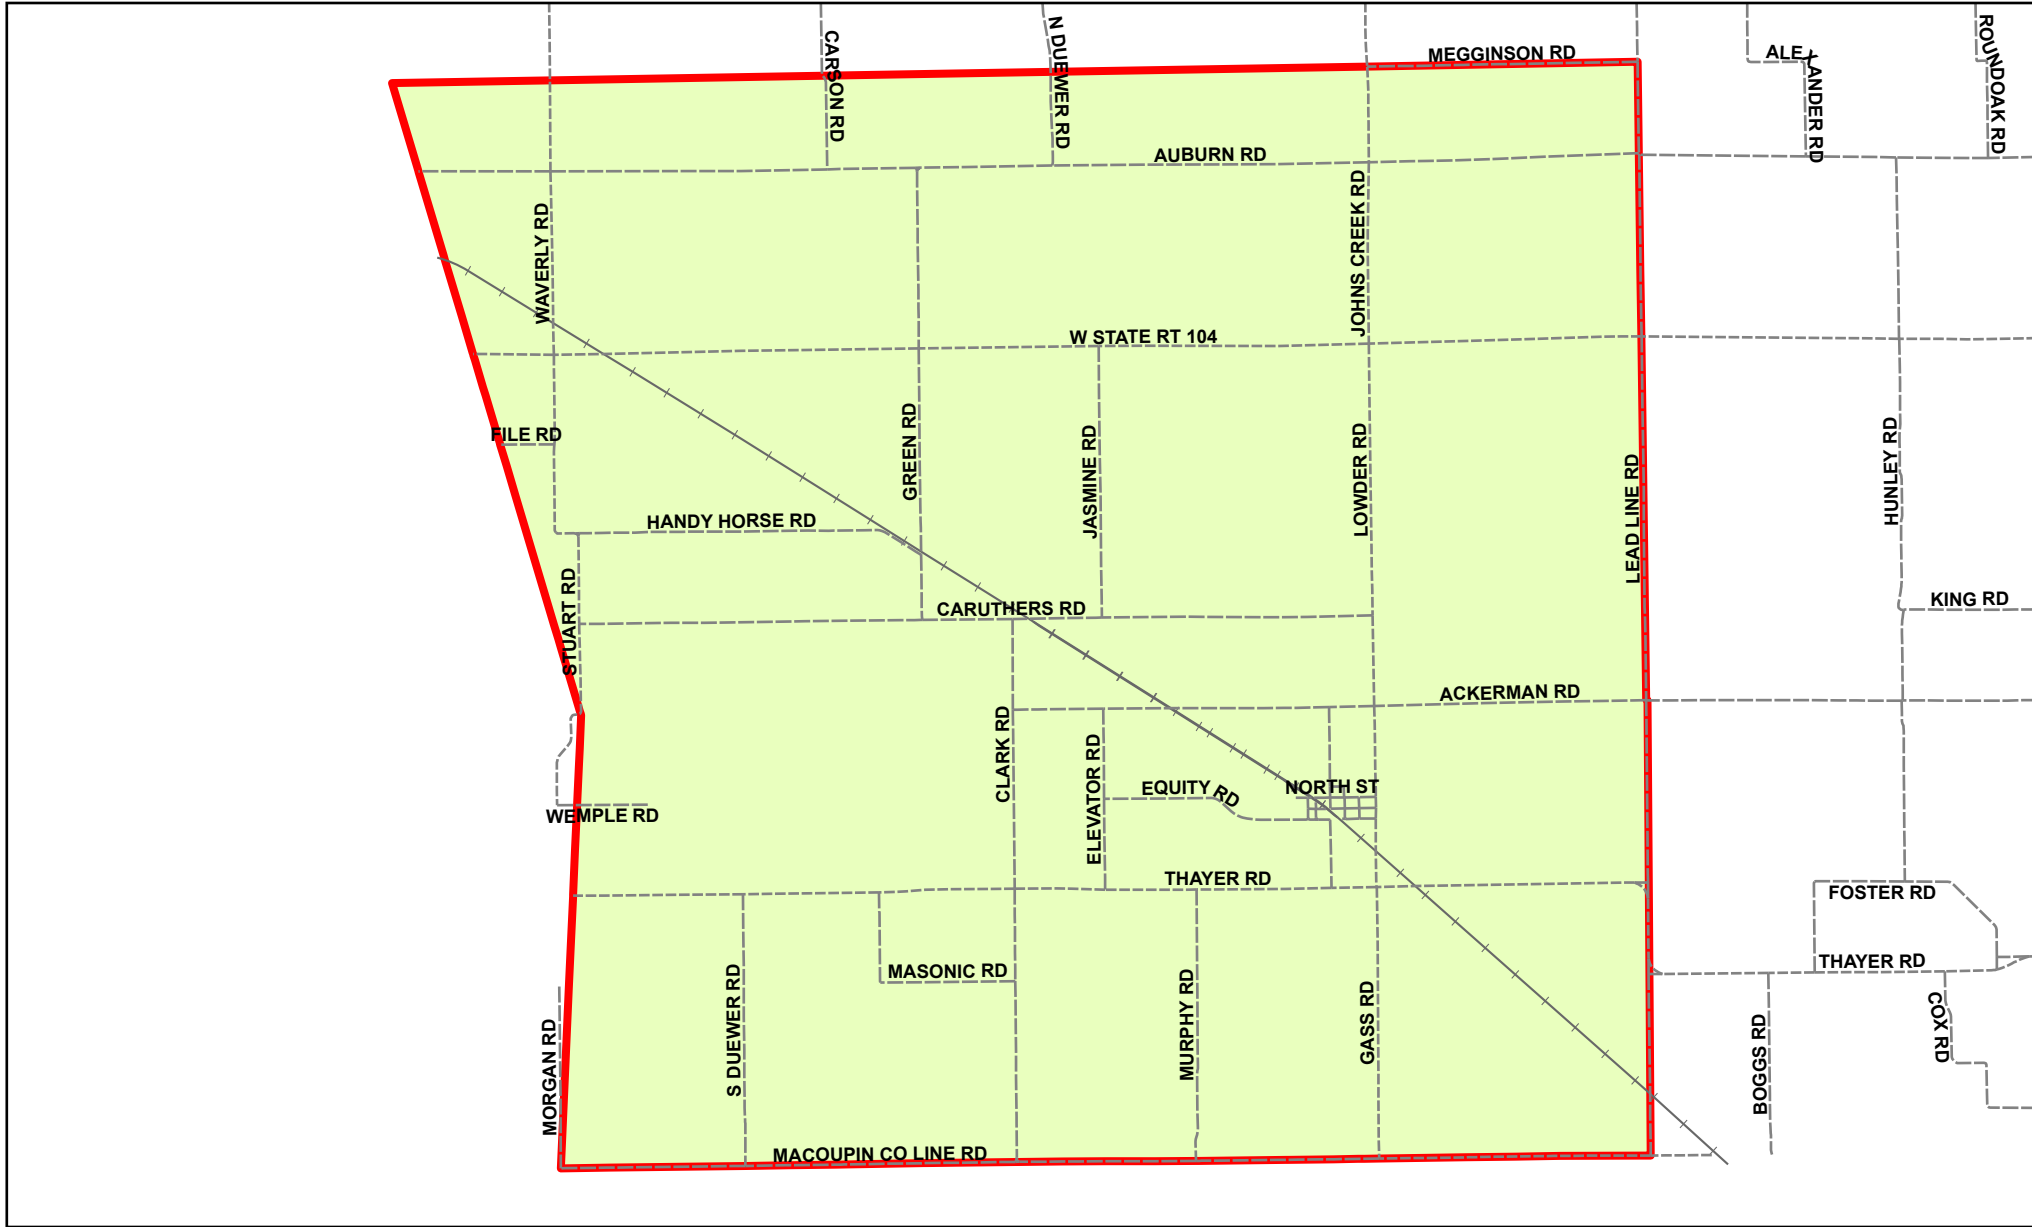 MEGGINSON RD
CARSON RD
N DUEWER RD
ROUNDOAK RD
AUBURN RD
WAVERLY RD
JOHNS CREEK RD
W STATE RT 104
FILE RD
GREEN RD
JASMINE RD
LOWDER RD
LEAD LINE RD
HUNLEY RD
HANDY HORSE RD
STUART RD
CARUTHERS RD
KING RD
ACKERMAN RD
CLARK RD
ELEVATOR RD
EQUITY RD
NORTH ST
WEMPLE RD
THAYER RD
FOSTER RD
MASONIC RD
THAYER RD
S DUEWER RD
MURPHY RD
GASS RD
COX RD
MORGAN RD
BOGGS RD
MACOUPIN CO LINE RD